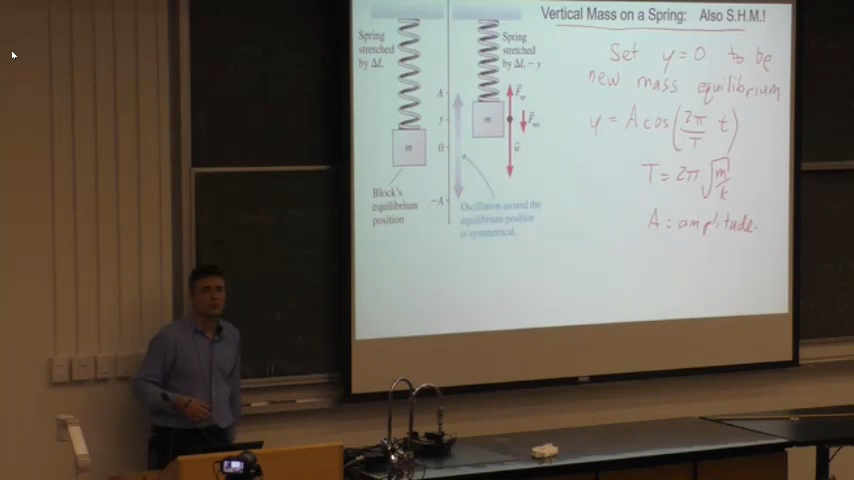 Vertical Mass on a Spring: Also S.H.M.!
Spring
stretched
by ΔL
Spring
stretched
by ΔL − y
Set y = 0 to be
new mass equilibrium
y = A cos(2π/T t)
T = 2π√(m/k)
A = amplitude.
A
y
0
−A
m
m
w
Block's
equilibrium
position
Oscillation around the
equilibrium position
is symmetrical.